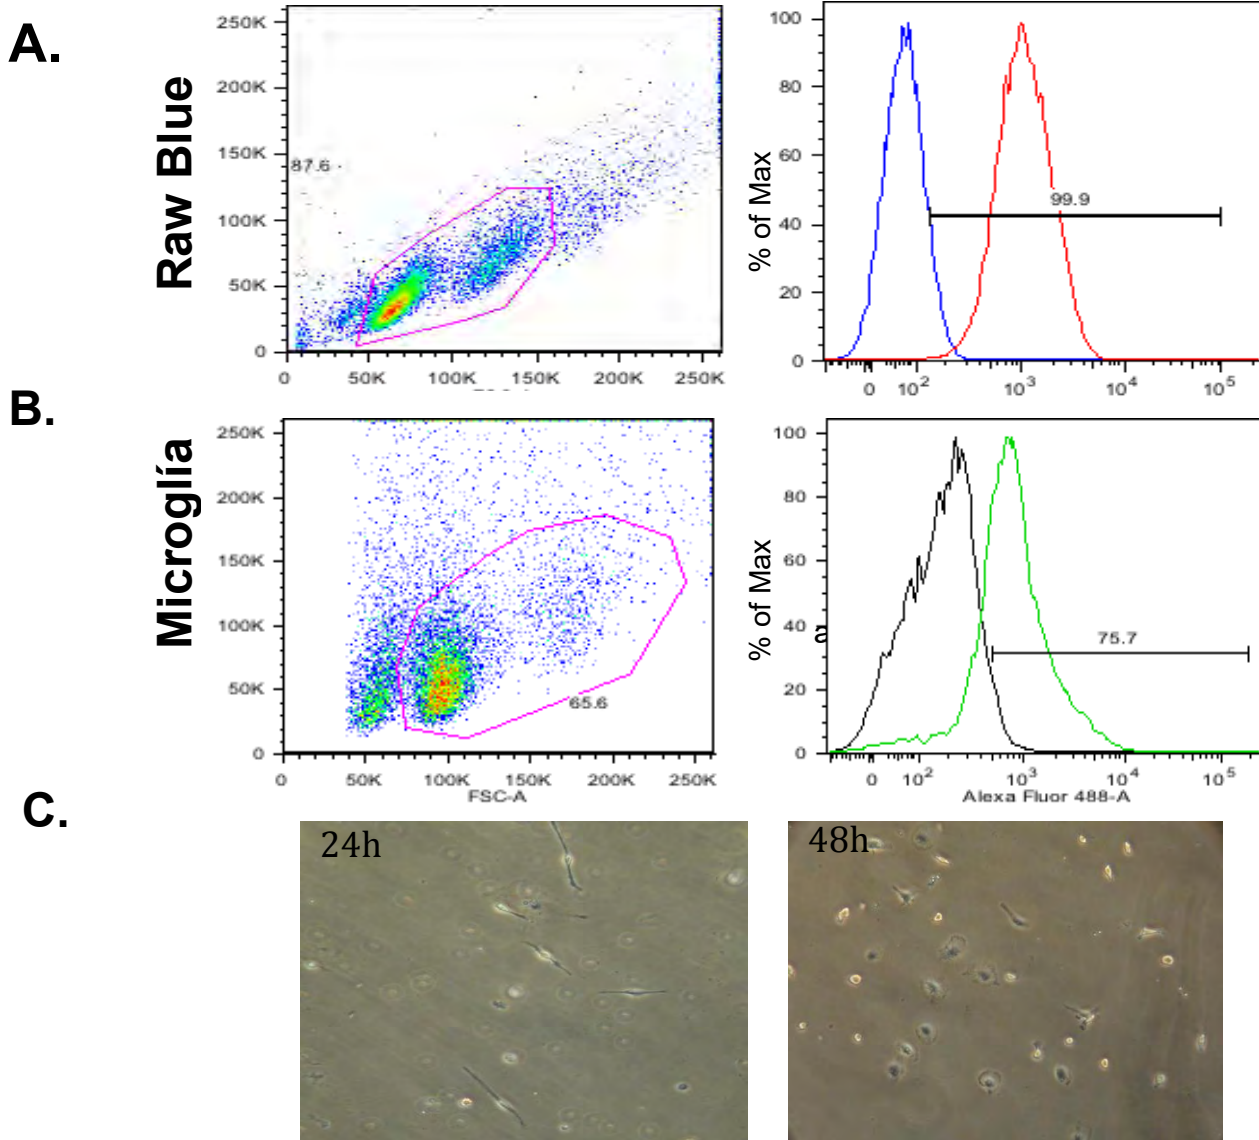 A.
Raw Blue
250K
200K
150K
100K
50K
0
87.6
0 50K 100K 150K 200K 250K
% of Max
100
80
60
40
20
0
99.9
0 10² 10³ 10⁴ 10⁵
B.
Microglía
250K
200K
150K
100K
50K
0
65.6
0 50K 100K 150K 200K 250K
FSC-A
% of Max
100
80
60
40
20
0
a
75.7
0 10² 10³ 10⁴ 10⁵
Alexa Fluor 488-A
C.
24h
48h